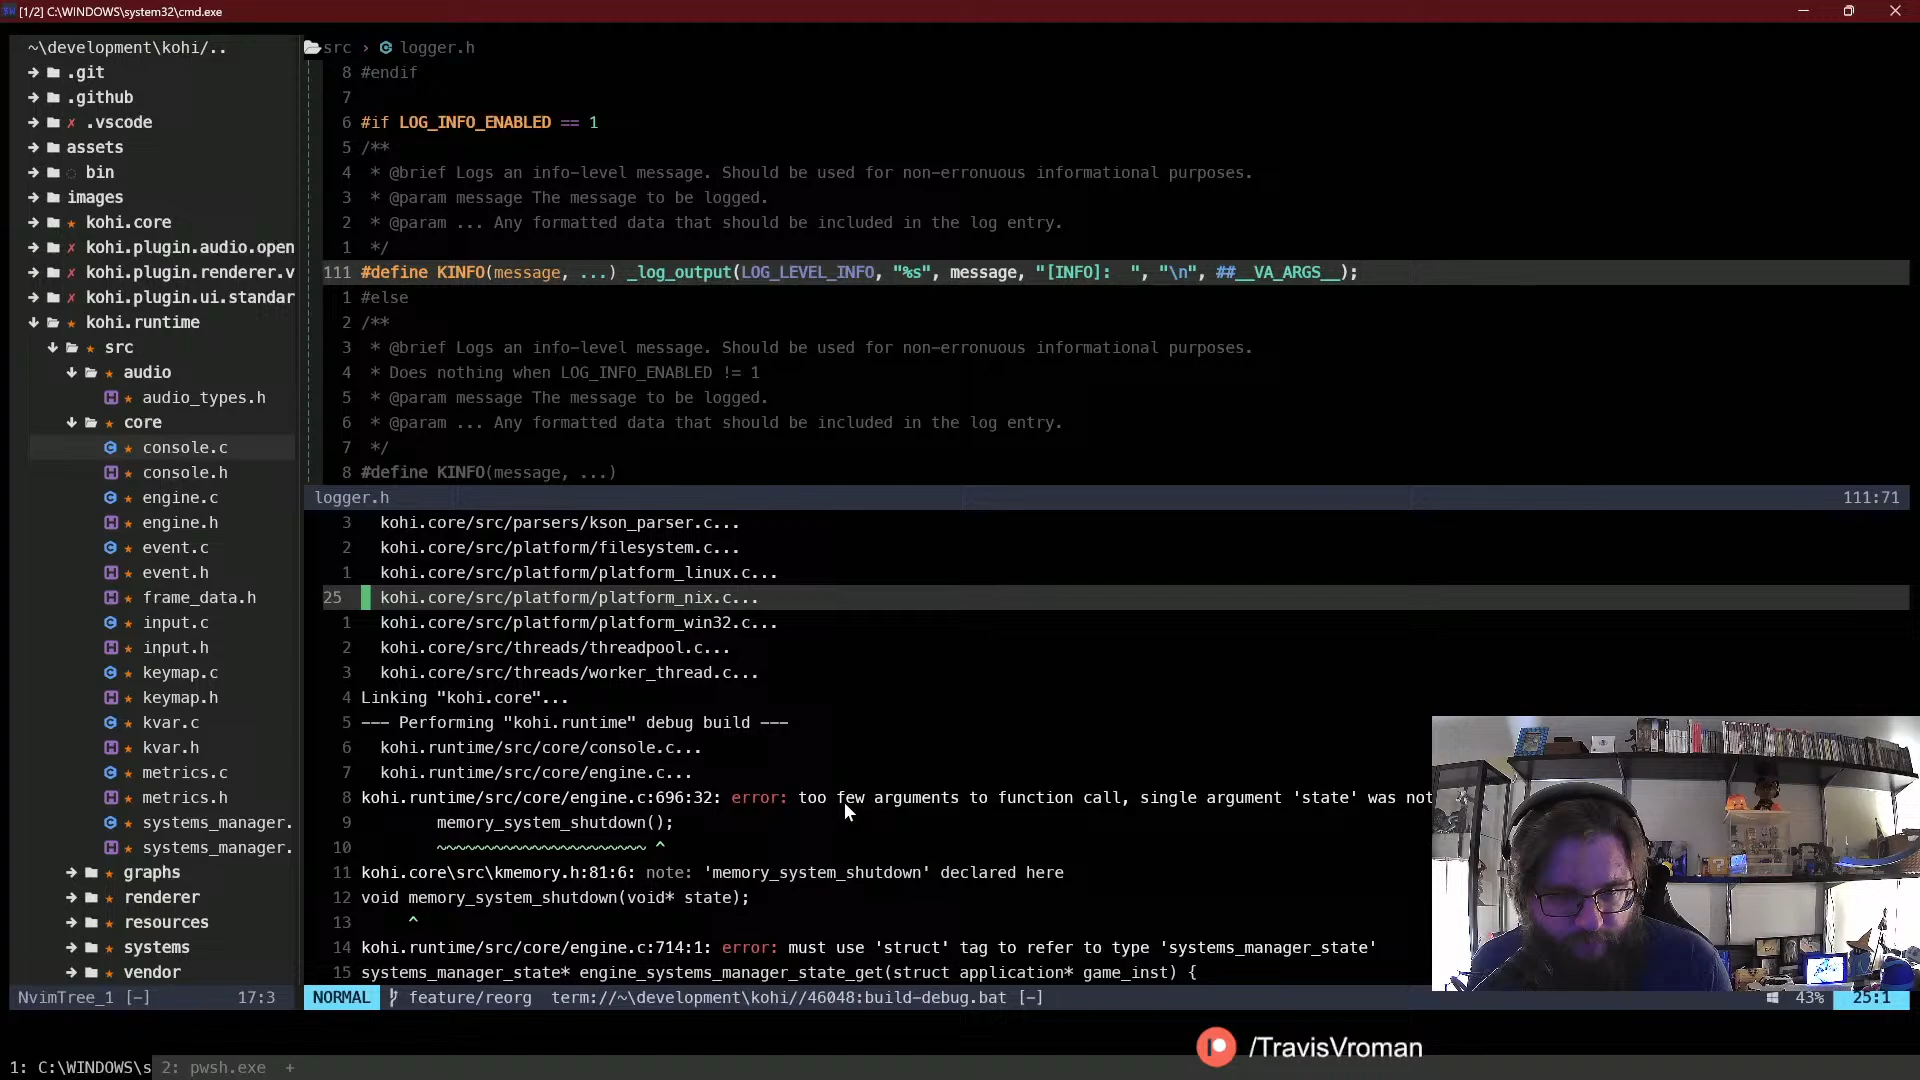 [1/2] C:\WINDOWS\system32\cmd.exe
~\development\kohi/..
.git
.github
✗ .vscode
assets
bin
images
★ kohi.core
✗ kohi.plugin.audio.open
✗ kohi.plugin.renderer.v
✗ kohi.plugin.ui.standar
★ kohi.runtime
★ src
★ audio
★ audio_types.h
★ core
★ console.c
★ console.h
★ engine.c
★ engine.h
★ event.c
★ event.h
★ frame_data.h
★ input.c
★ input.h
★ keymap.c
★ keymap.h
★ kvar.c
★ kvar.h
★ metrics.c
★ metrics.h
★ systems_manager.
★ systems_manager.
★ graphs
★ renderer
★ resources
★ systems
★ vendor
NvimTree_1 [-] 17:3
src › logger.h
8 #endif
7
6 #if LOG_INFO_ENABLED == 1
5 /**
4 * @brief Logs an info-level message. Should be used for non-erronuous informational purposes.
3 * @param message The message to be logged.
2 * @param ... Any formatted data that should be included in the log entry.
1 */
111 #define KINFO(message, ...) _log_output(LOG_LEVEL_INFO, "%s", message, "[INFO]:  ", "\n", ##__VA_ARGS__);
1 #else
2 /**
3 * @brief Logs an info-level message. Should be used for non-erronuous informational purposes.
4 * Does nothing when LOG_INFO_ENABLED != 1
5 * @param message The message to be logged.
6 * @param ... Any formatted data that should be included in the log entry.
7 */
8 #define KINFO(message, ...)
logger.h 111:71
3 kohi.core/src/parsers/kson_parser.c...
2 kohi.core/src/platform/filesystem.c...
1 kohi.core/src/platform/platform_linux.c...
25 kohi.core/src/platform/platform_nix.c...
1 kohi.core/src/platform/platform_win32.c...
2 kohi.core/src/threads/threadpool.c...
3 kohi.core/src/threads/worker_thread.c...
4 Linking "kohi.core"...
5 --- Performing "kohi.runtime" debug build ---
6 kohi.runtime/src/core/console.c...
7 kohi.runtime/src/core/engine.c...
8 kohi.runtime/src/core/engine.c:696:32: error: too few arguments to function call, single argument 'state' was not
9 memory_system_shutdown();
10 ~~~~~~~~~~~~~~~~~~~~~~ ^
11 kohi.core\src\kmemory.h:81:6: note: 'memory_system_shutdown' declared here
12 void memory_system_shutdown(void* state);
13 ^
14 kohi.runtime/src/core/engine.c:714:1: error: must use 'struct' tag to refer to type 'systems_manager_state'
15 systems_manager_state* engine_systems_manager_state_get(struct application* game_inst) {
NORMAL feature/reorg term://~\development\kohi//46048:build-debug.bat [-] 43% 25:1
/TravisVroman
1: C:\WINDOWS\s 2: pwsh.exe +